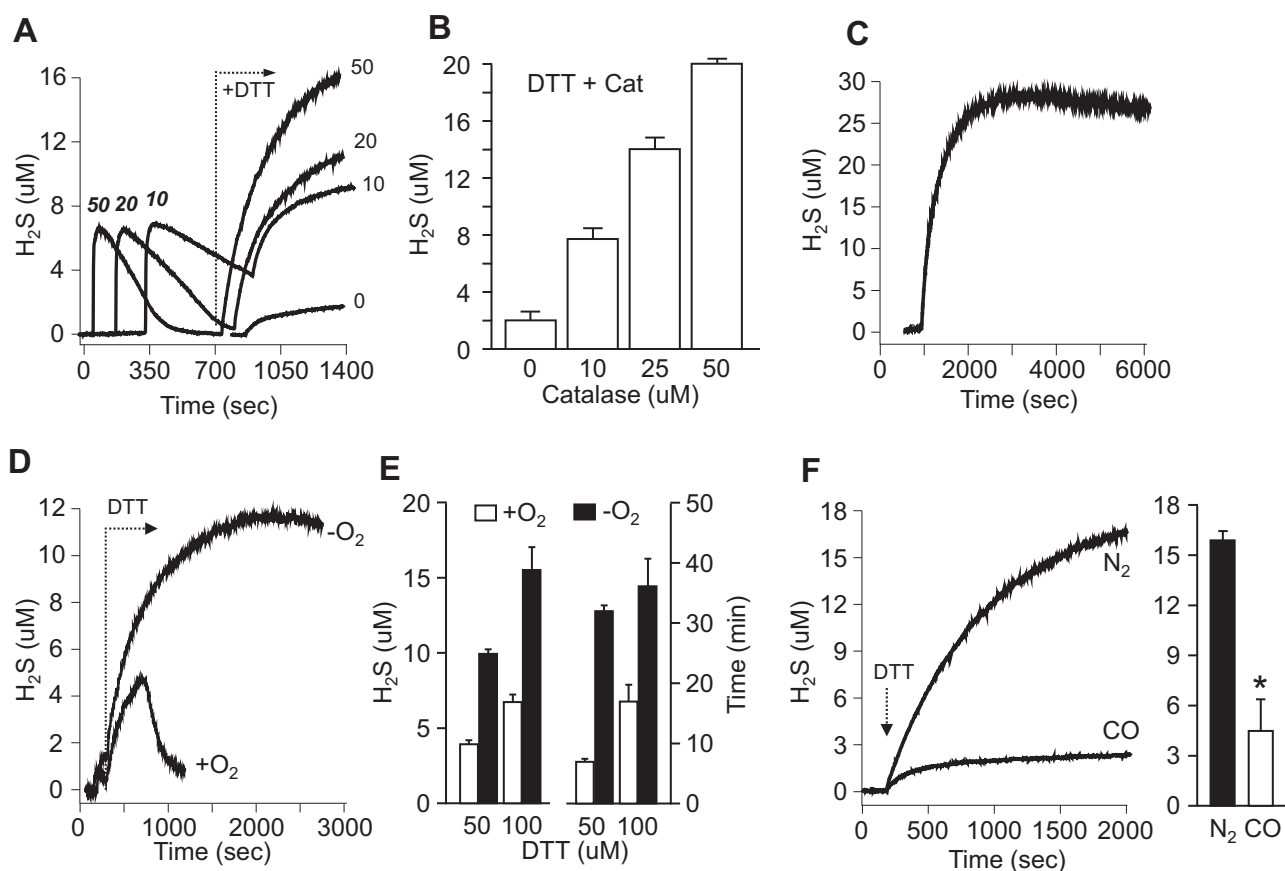 A
H2S (uM)
16
12
8
4
0
+DTT
50
20
10
50 20 10
0
0 350 700 1050 1400
Time (sec)
B
H2S (uM)
20
16
12
8
4
0
DTT + Cat
0 10 25 50
Catalase (uM)
C
H2S (uM)
30
25
20
15
10
5
0
0 2000 4000 6000
Time (sec)
D
H2S (uM)
12
10
8
6
4
2
0
DTT
-O2
+O2
0 1000 2000 3000
Time (sec)
E
+O2 -O2
H2S (uM)
20
15
10
5
0
50
40
30
20
10
0
Time (min)
50 100 50 100
DTT (uM)
F
H2S (uM)
18
15
12
9
6
3
0
DTT
N2
CO
0 500 1000 1500 2000
Time (sec)
18
15
12
9
6
3
0
*
N2 CO